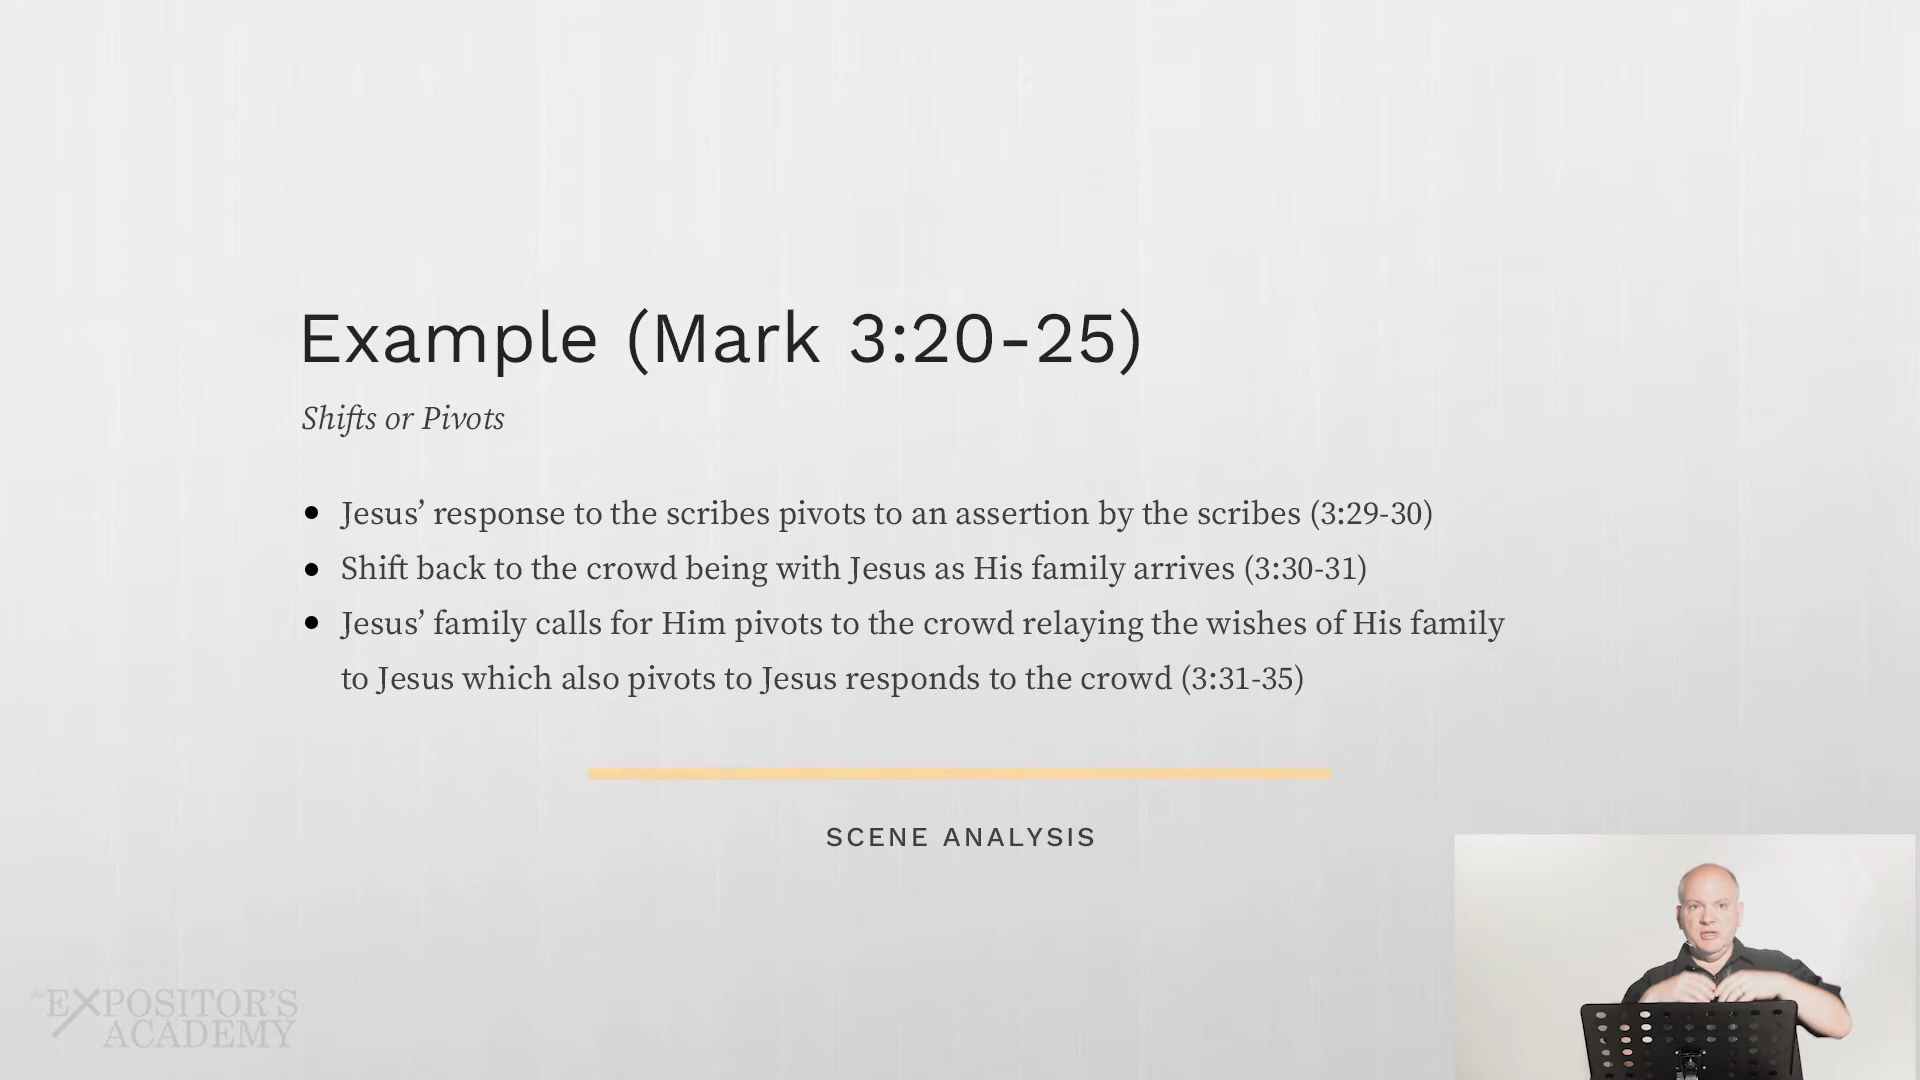 Example (Mark 3:20-25)
Shifts or Pivots
• Jesus’ response to the scribes pivots to an assertion by the scribes (3:29-30)
• Shift back to the crowd being with Jesus as His family arrives (3:30-31)
• Jesus’ family calls for Him pivots to the crowd relaying the wishes of His family
to Jesus which also pivots to Jesus responds to the crowd (3:31-35)
SCENE ANALYSIS
the EXPOSITOR’S
ACADEMY